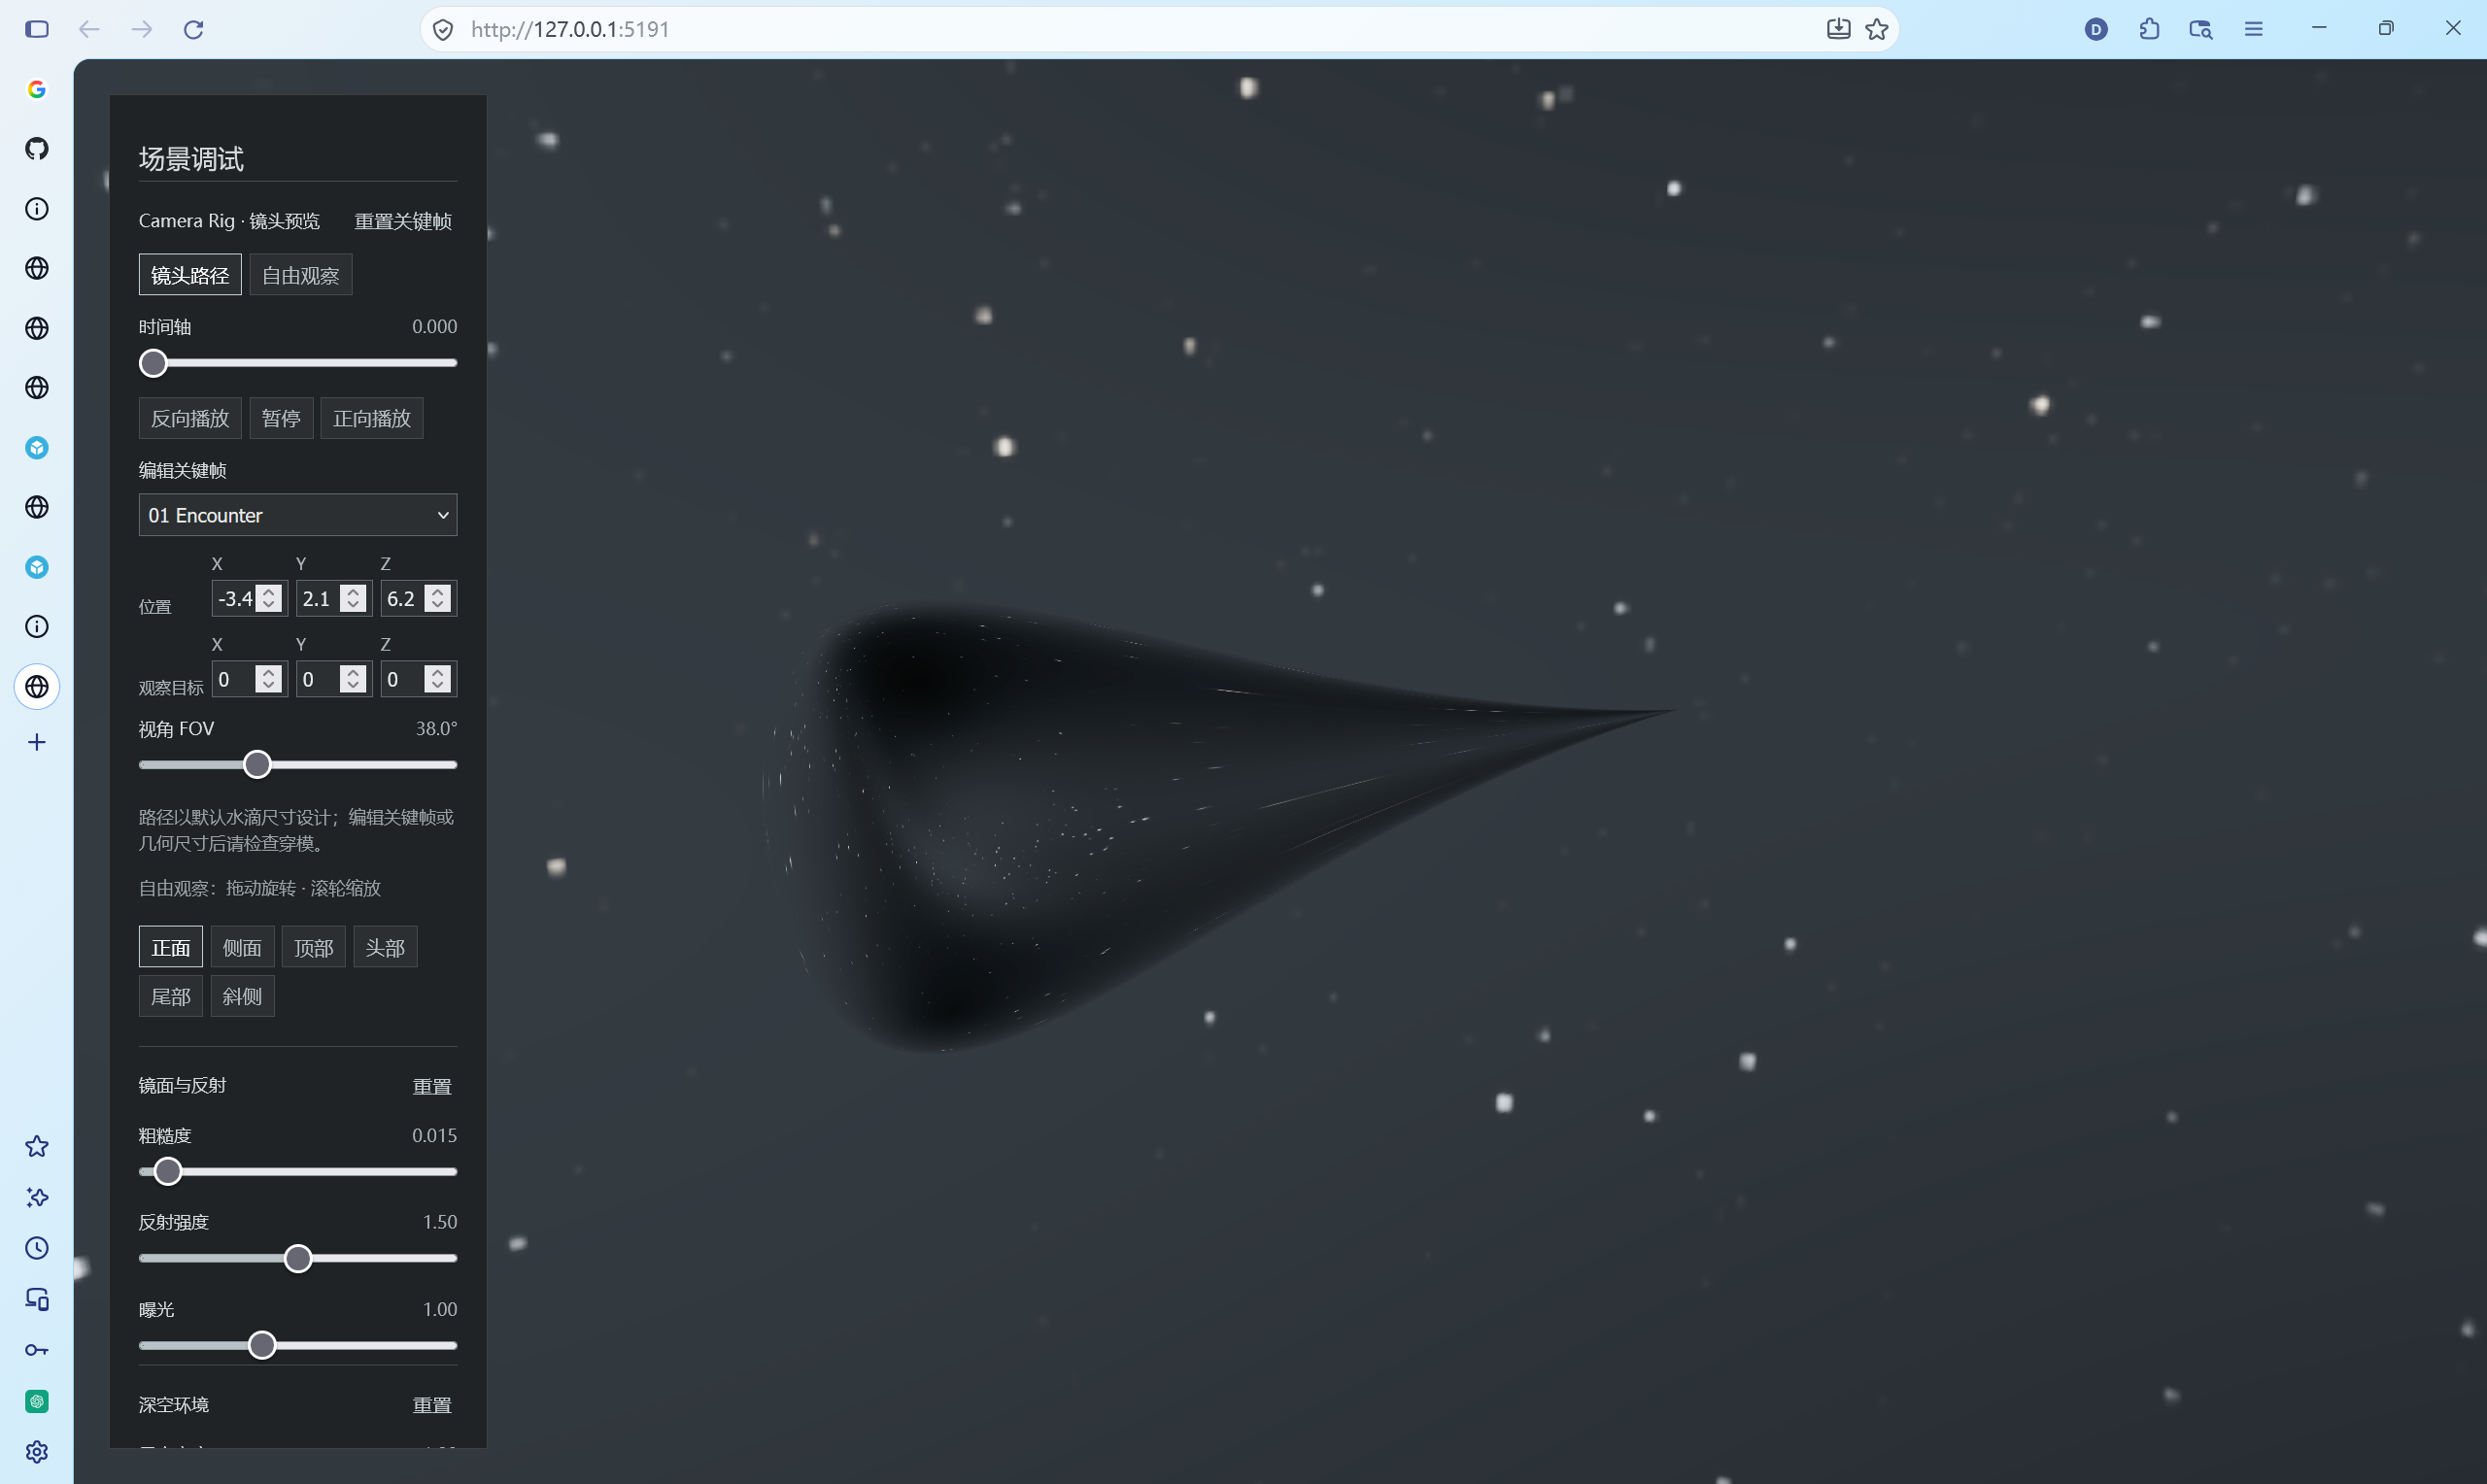 http://127.0.0.1:5191
D
场景调试
Camera Rig · 镜头预览 重置关键帧
镜头路径 自由观察
时间轴 0.000
反向播放 暂停 正向播放
编辑关键帧
01 Encounter
X Y Z
位置 -3.4 2.1 6.2
X Y Z
观察目标 0 0 0
视角 FOV 38.0°
路径以默认水滴尺寸设计；编辑关键帧或
几何尺寸后请检查穿模。
自由观察：拖动旋转 · 滚轮缩放
正面 侧面 顶部 头部
尾部 斜侧
镜面与反射 重置
粗糙度 0.015
反射强度 1.50
曝光 1.00
深空环境 重置